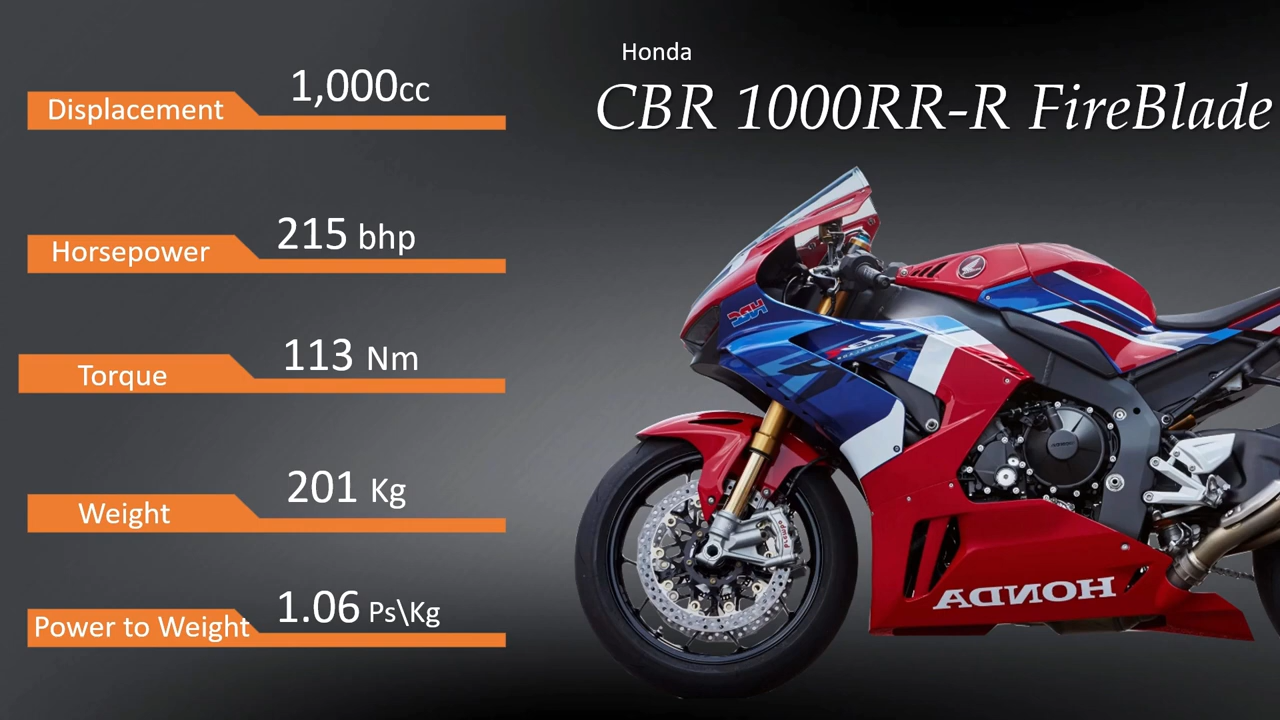 Honda
CBR 1000RR-R FireBlade
Displacement 1,000cc
Horsepower 215 bhp
Torque 113 Nm
Weight 201 Kg
Power to Weight 1.06 Ps\Kg
HRC
HONDA